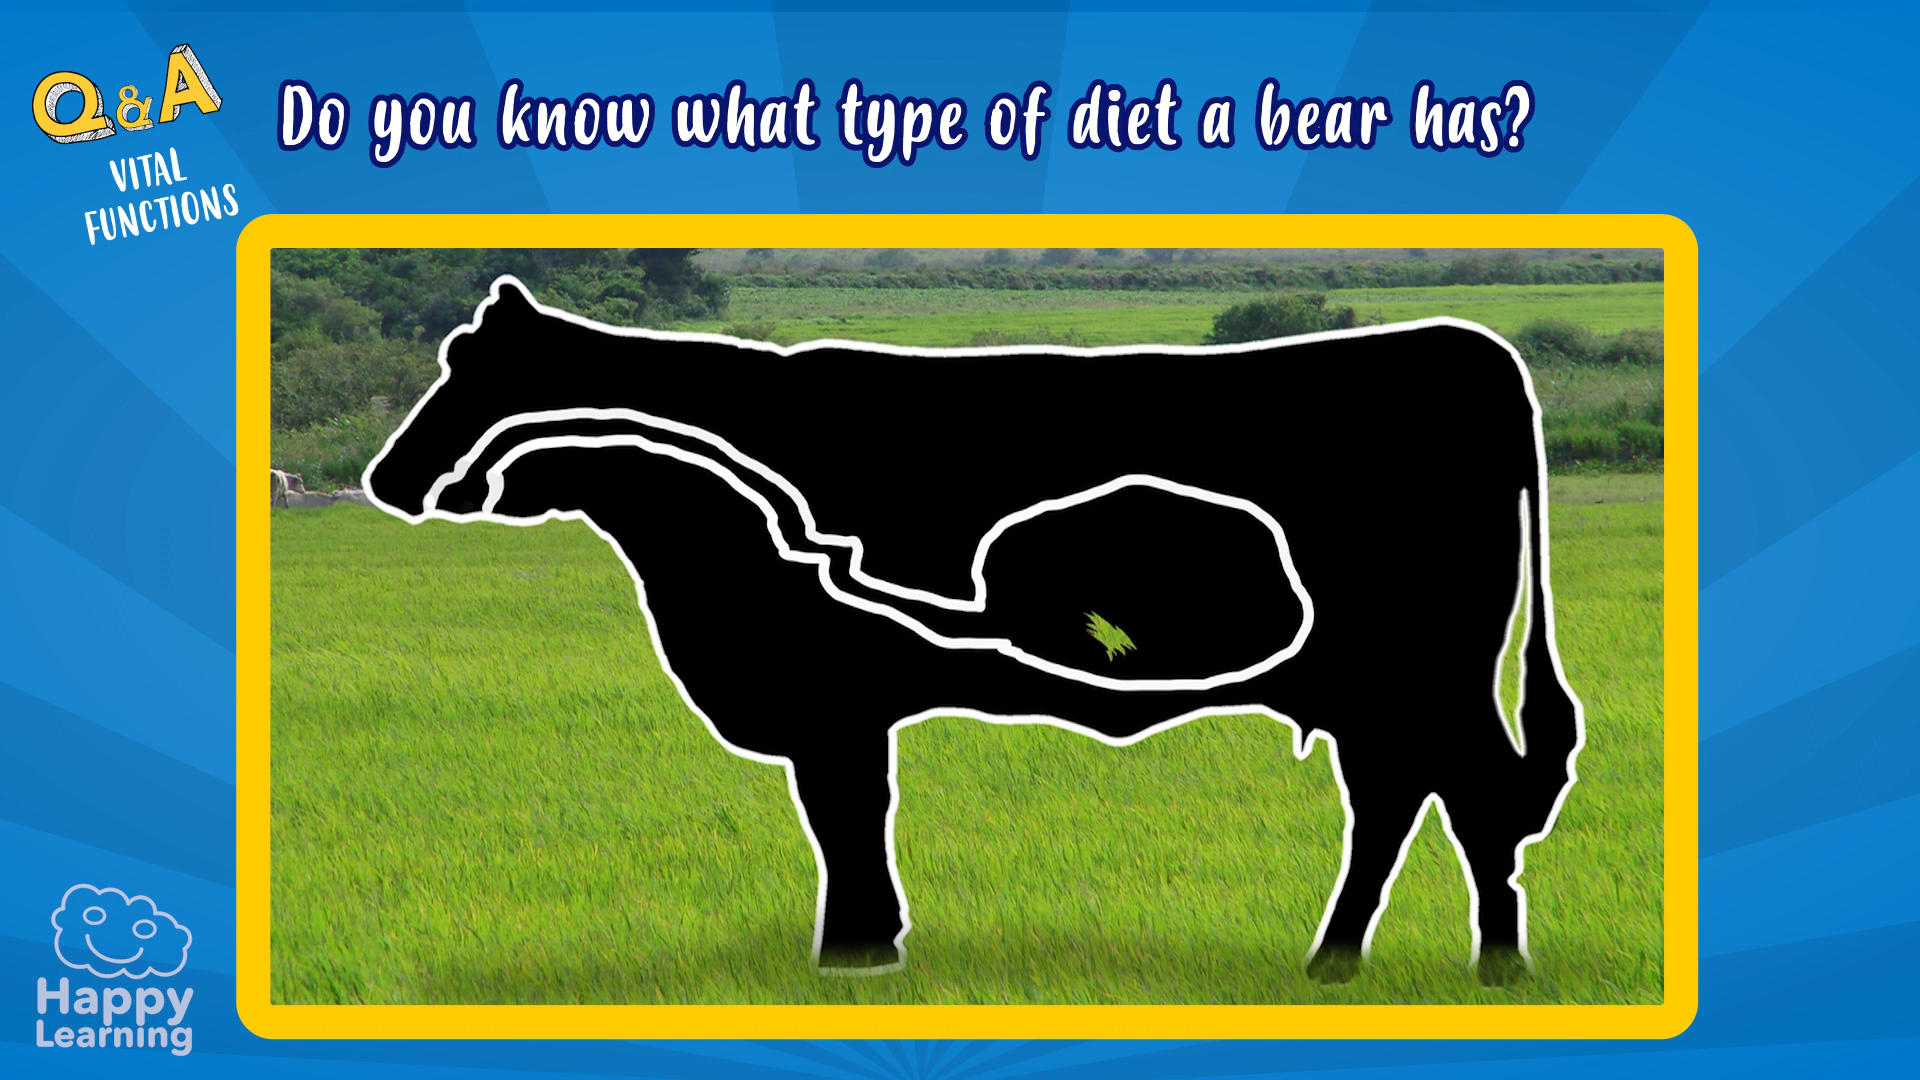 Q&A
VITAL
FUNCTIONS
Do you know what type of diet a bear has?
Happy
Learning